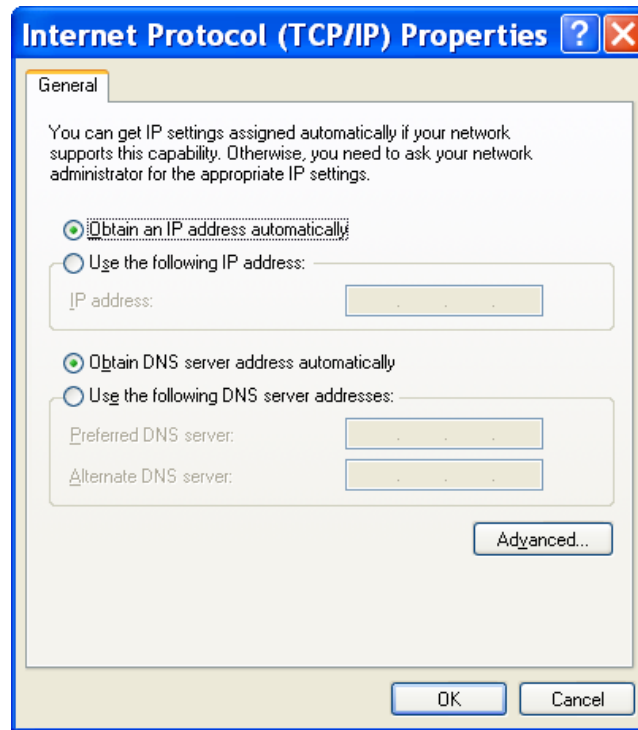 Internet Protocol (TCP/IP) Properties
General
You can get IP settings assigned automatically if your network
supports this capability. Otherwise, you need to ask your network
administrator for the appropriate IP settings.
Obtain an IP address automatically
Use the following IP address:
IP address:
Obtain DNS server address automatically
Use the following DNS server addresses:
Preferred DNS server:
Alternate DNS server:
Advanced...
OK Cancel